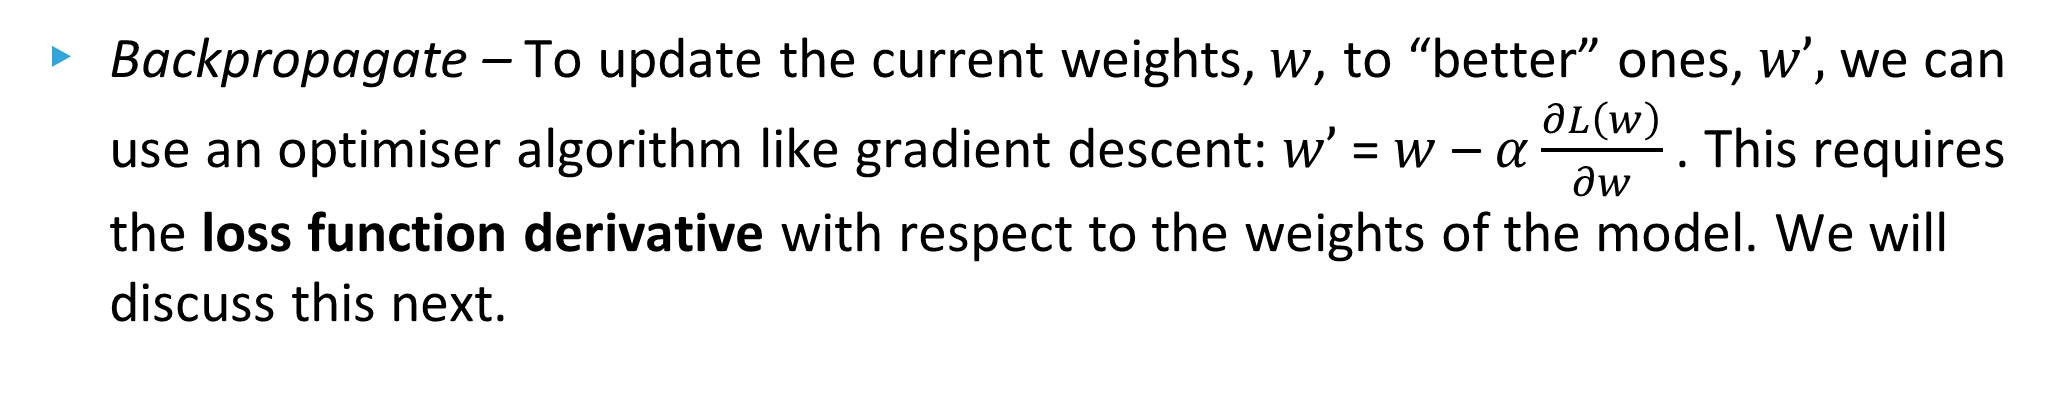 ▸ Backpropagate – To update the current weights, w, to “better” ones, w’, we can
use an optimiser algorithm like gradient descent: w’ = w − α ∂L(w)/∂w . This requires
the loss function derivative with respect to the weights of the model. We will
discuss this next.